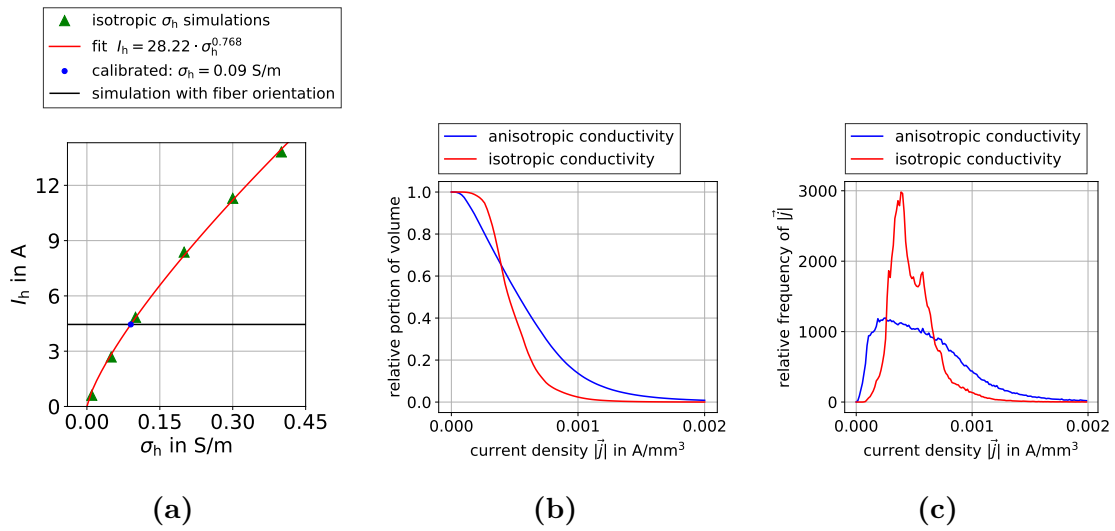 isotropic σh simulations
fit Ih = 28.22 · σh^0.768
calibrated: σh = 0.09 S/m
simulation with fiber orientation
Ih in A
12
9
6
3
0
0.00 0.15 0.30 0.45
σh in S/m
(a)
anisotropic conductivity
isotropic conductivity
relative portion of volume
1.0
0.8
0.6
0.4
0.2
0.0
0.000 0.001 0.002
current density |j⃗| in A/mm³
(b)
anisotropic conductivity
isotropic conductivity
relative frequency of |j⃗|
3000
2000
1000
0
0.000 0.001 0.002
current density |j⃗| in A/mm³
(c)